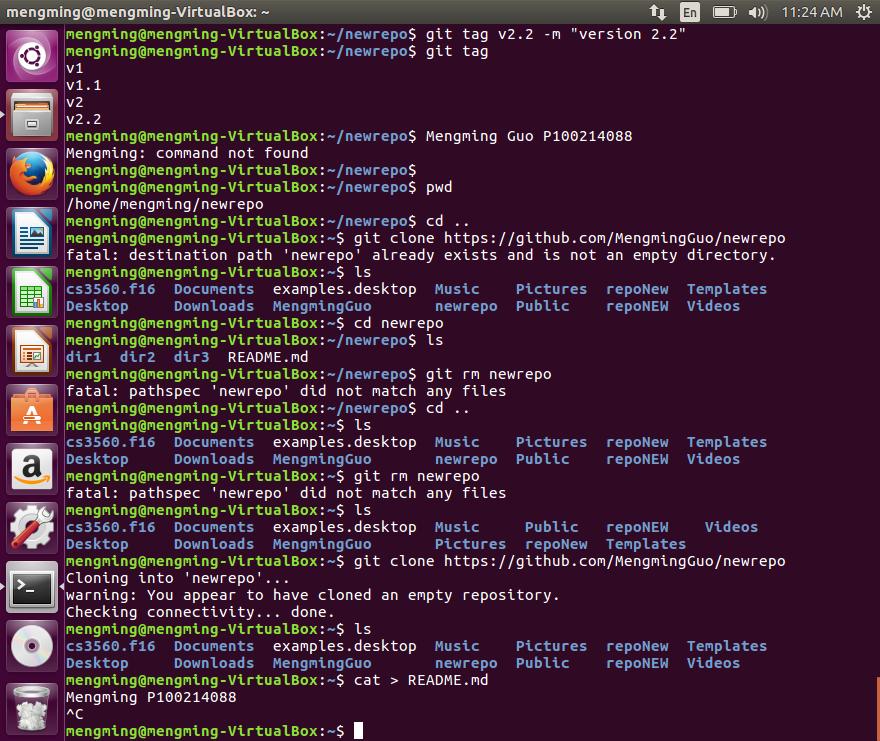 mengming@mengming-VirtualBox: ~
En
11:24 AM
mengming@mengming-VirtualBox:~/newrepo$ git tag v2.2 -m "version 2.2"
mengming@mengming-VirtualBox:~/newrepo$ git tag
v1
v1.1
v2
v2.2
mengming@mengming-VirtualBox:~/newrepo$ Mengming Guo P100214088
Mengming: command not found
mengming@mengming-VirtualBox:~/newrepo$
mengming@mengming-VirtualBox:~/newrepo$ pwd
/home/mengming/newrepo
mengming@mengming-VirtualBox:~/newrepo$ cd ..
mengming@mengming-VirtualBox:~$ git clone https://github.com/MengmingGuo/newrepo
fatal: destination path 'newrepo' already exists and is not an empty directory.
mengming@mengming-VirtualBox:~$ ls
cs3560.f16  Documents  examples.desktop  Music     Pictures  repoNew  Templates
Desktop     Downloads  MengmingGuo       newrepo  Public    repoNEW  Videos
mengming@mengming-VirtualBox:~$ cd newrepo
mengming@mengming-VirtualBox:~/newrepo$ ls
dir1  dir2  dir3  README.md
mengming@mengming-VirtualBox:~/newrepo$ git rm newrepo
fatal: pathspec 'newrepo' did not match any files
mengming@mengming-VirtualBox:~/newrepo$ cd ..
mengming@mengming-VirtualBox:~$ ls
cs3560.f16  Documents  examples.desktop  Music     Pictures  repoNew  Templates
Desktop     Downloads  MengmingGuo       newrepo  Public    repoNEW  Videos
mengming@mengming-VirtualBox:~$ git rm newrepo
fatal: pathspec 'newrepo' did not match any files
mengming@mengming-VirtualBox:~$ ls
cs3560.f16  Documents  examples.desktop  Music     Public   repoNEW    Videos
Desktop     Downloads  MengmingGuo       Pictures  repoNew  Templates
mengming@mengming-VirtualBox:~$ git clone https://github.com/MengmingGuo/newrepo
Cloning into 'newrepo'...
warning: You appear to have cloned an empty repository.
Checking connectivity... done.
mengming@mengming-VirtualBox:~$ ls
cs3560.f16  Documents  examples.desktop  Music     Pictures  repoNew  Templates
Desktop     Downloads  MengmingGuo       newrepo  Public    repoNEW  Videos
mengming@mengming-VirtualBox:~$ cat > README.md
Mengming P100214088
^C
mengming@mengming-VirtualBox:~$